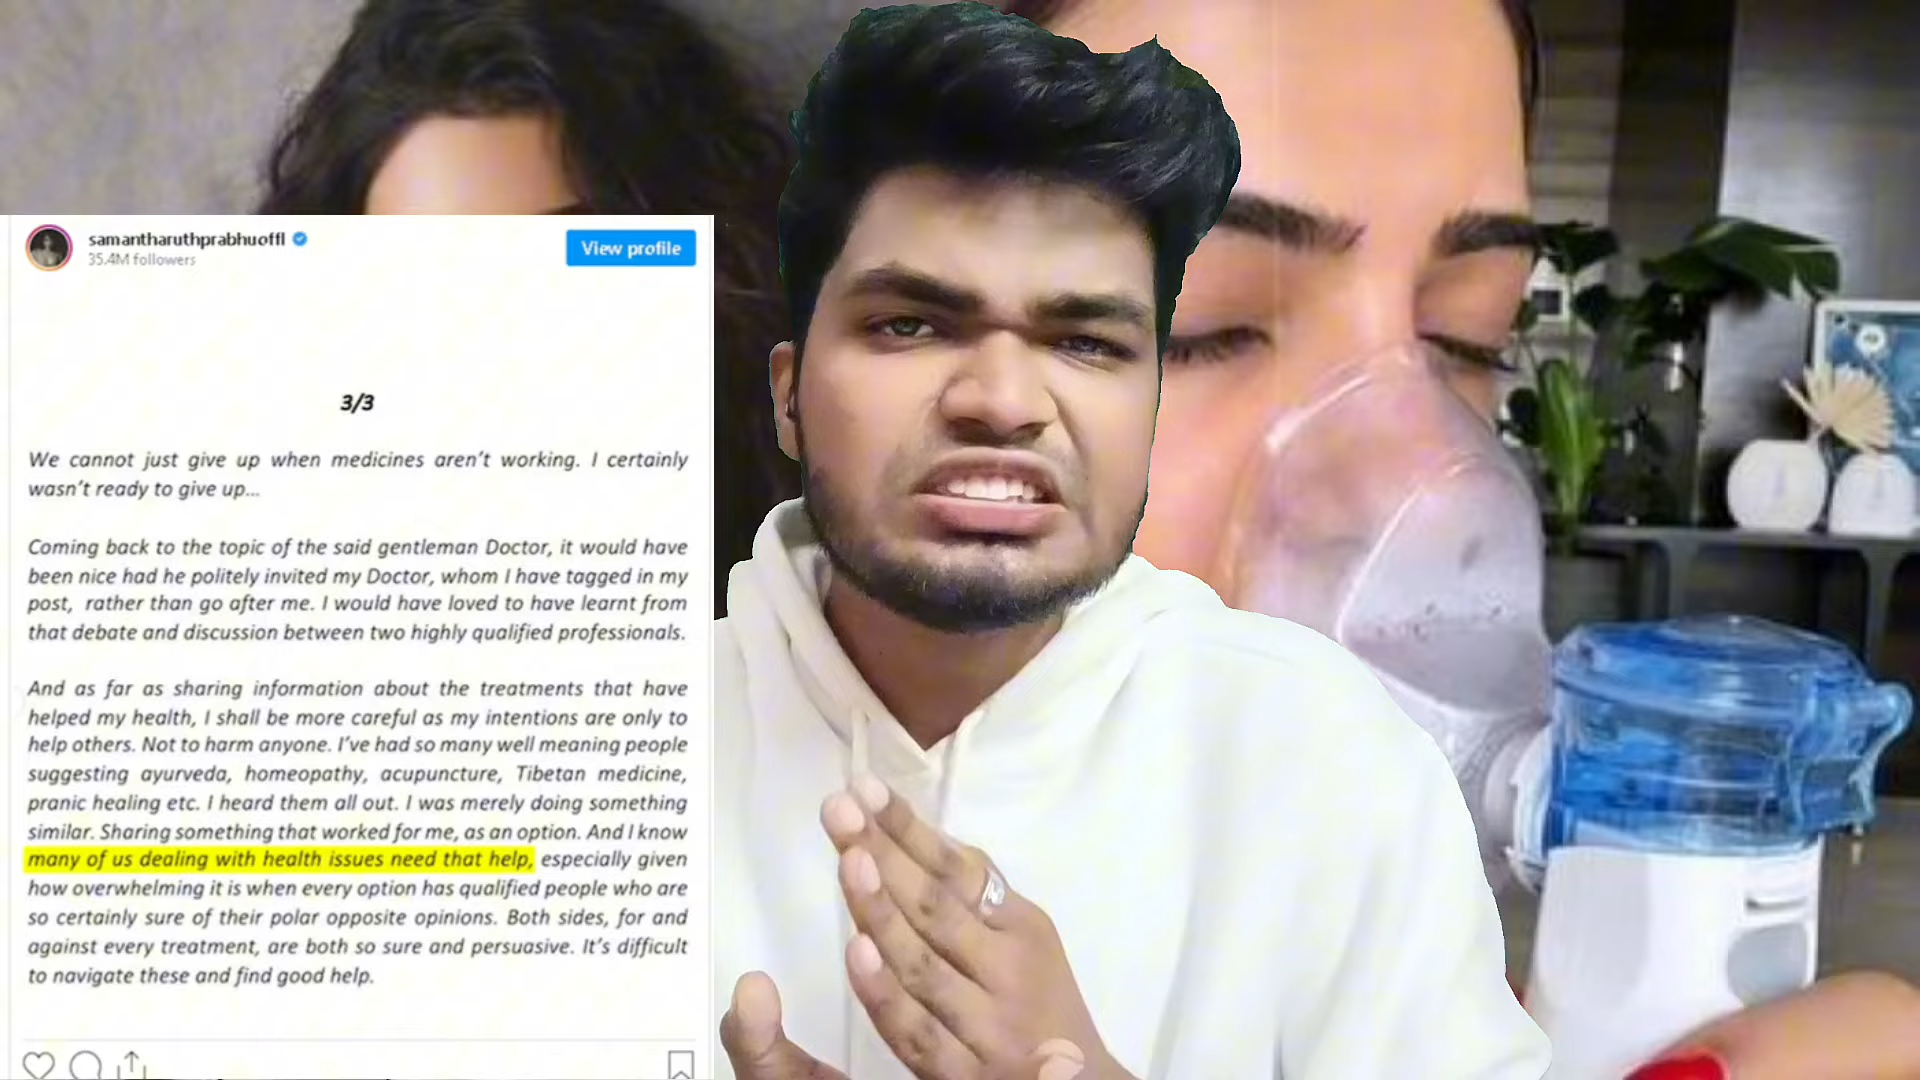 samantharuthprabhuoffl
35.4M followers
View profile
3/3
We cannot just give up when medicines aren't working. I certainly
wasn't ready to give up...
Coming back to the topic of the said gentleman Doctor, it would have
been nice had he politely invited my Doctor, whom I have tagged in my
post, rather than go after me. I would have loved to have learnt from
that debate and discussion between two highly qualified professionals.
And as far as sharing information about the treatments that have
helped my health, I shall be more careful as my intentions are only to
help others. Not to harm anyone. I've had so many well meaning people
suggesting ayurveda, homeopathy, acupuncture, Tibetan medicine,
pranic healing etc. I heard them all out. I was merely doing something
similar. Sharing something that worked for me, as an option. And I know
many of us dealing with health issues need that help, especially given
how overwhelming it is when every option has qualified people who are
so certainly sure of their polar opposite opinions. Both sides, for and
against every treatment, are both so sure and persuasive. It's difficult
to navigate these and find good help.